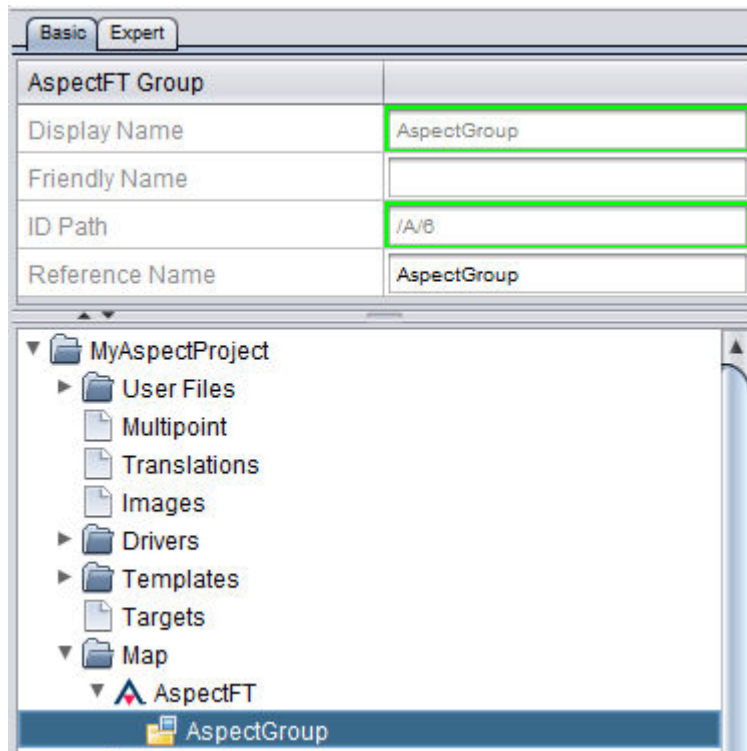 Basic Expert
AspectFT Group
Display Name AspectGroup
Friendly Name
ID Path /A/6
Reference Name AspectGroup
MyAspectProject
User Files
Multipoint
Translations
Images
Drivers
Templates
Targets
Map
AspectFT
AspectGroup